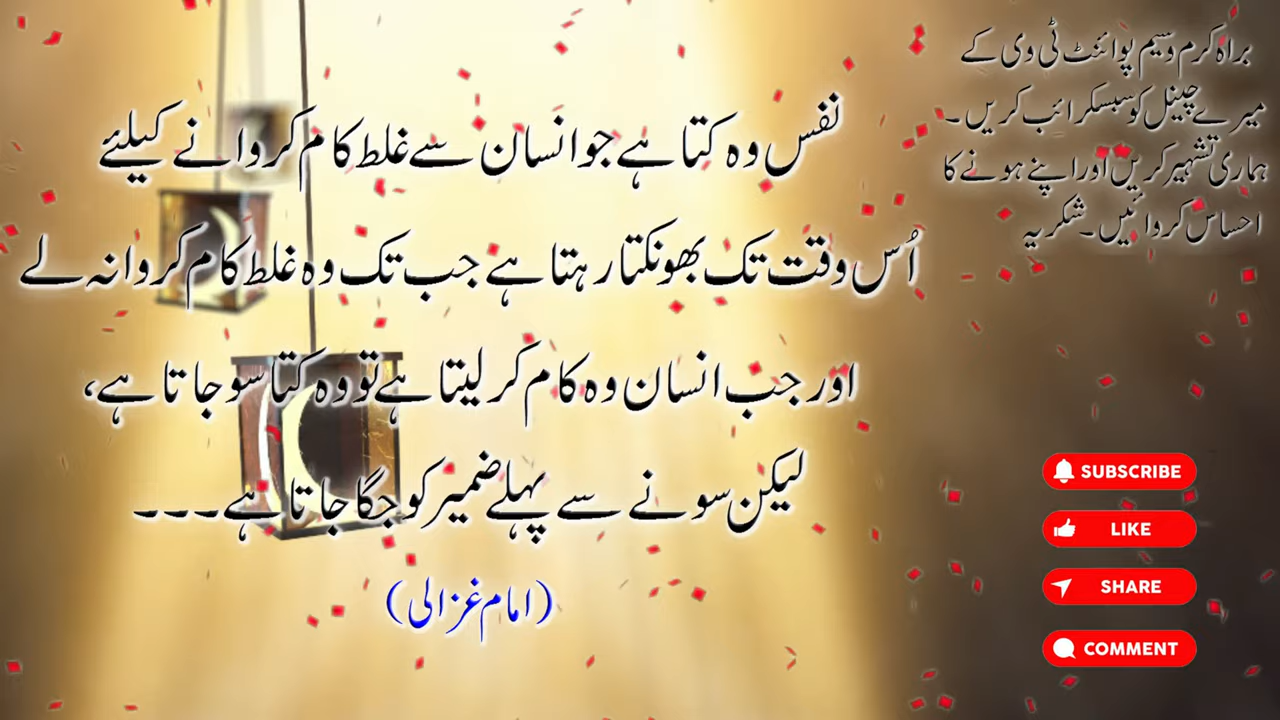 نفس وہ کتا ہے جو انسان سے غلط کام کروانے کیلئے
اُس وقت تک بھونکتا رہتا ہے جب تک وہ غلط کام کروا نہ لے
اور جب انسان وہ کام کر لیتا ہے تو وہ کتا سو جاتا ہے،
لیکن سونے سے پہلے ضمیر کو جگا جاتا ہے۔۔۔
(امام غزالی)
براہ کرم وسیم پوائنٹ ٹی وی کے
میرے چینل کو سبسکرائب کریں۔
ہماری تشہیر کریں اور اپنے ہونے کا
احساس کروائیں۔ شکریہ
SUBSCRIBE
LIKE
SHARE
COMMENT